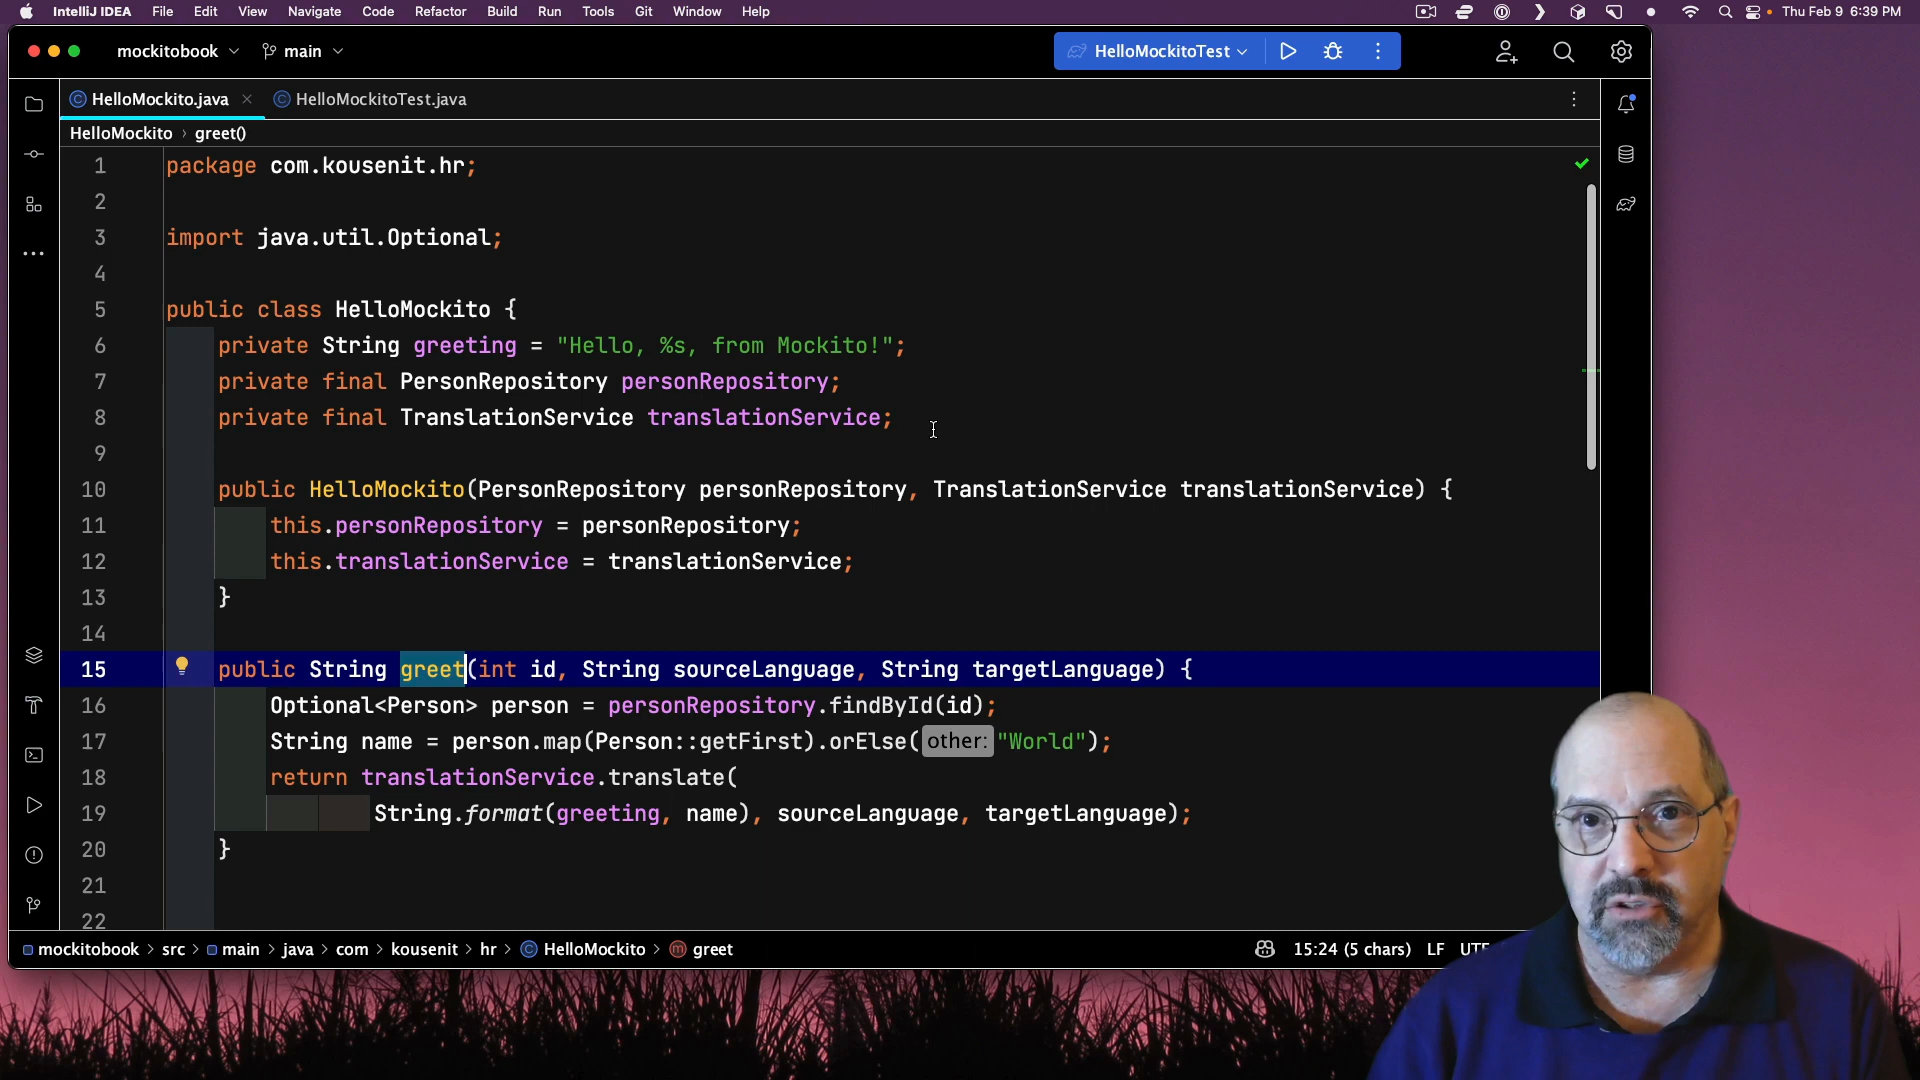 IntelliJ IDEA File Edit View Navigate Code Refactor Build Run Tools Git Window Help Thu Feb 9 6:39 PM
mockitobook main HelloMockitoTest
HelloMockito.java HelloMockitoTest.java
HelloMockito › greet()
1 package com.kousenit.hr;
2
3 import java.util.Optional;
4
5 public class HelloMockito {
6 private String greeting = "Hello, %s, from Mockito!";
7 private final PersonRepository personRepository;
8 private final TranslationService translationService;
9
10 public HelloMockito(PersonRepository personRepository, TranslationService translationService) {
11 this.personRepository = personRepository;
12 this.translationService = translationService;
13 }
14
15 public String greet(int id, String sourceLanguage, String targetLanguage) {
16 Optional<Person> person = personRepository.findById(id);
17 String name = person.map(Person::getFirst).orElse( other: "World");
18 return translationService.translate(
19 String.format(greeting, name), sourceLanguage, targetLanguage);
20 }
21
22
mockitobook > src > main > java > com > kousenit > hr > HelloMockito > greet 15:24 (5 chars) LF